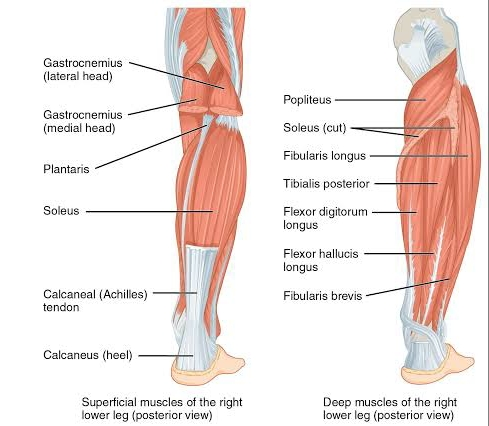 Gastrocnemius
(lateral head)
Gastrocnemius
(medial head)
Plantaris
Soleus
Calcaneal (Achilles)
tendon
Calcaneus (heel)
Superficial muscles of the right
lower leg (posterior view)
Popliteus
Soleus (cut)
Fibularis longus
Tibialis posterior
Flexor digitorum
longus
Flexor hallucis
longus
Fibularis brevis
Deep muscles of the right
lower leg (posterior view)